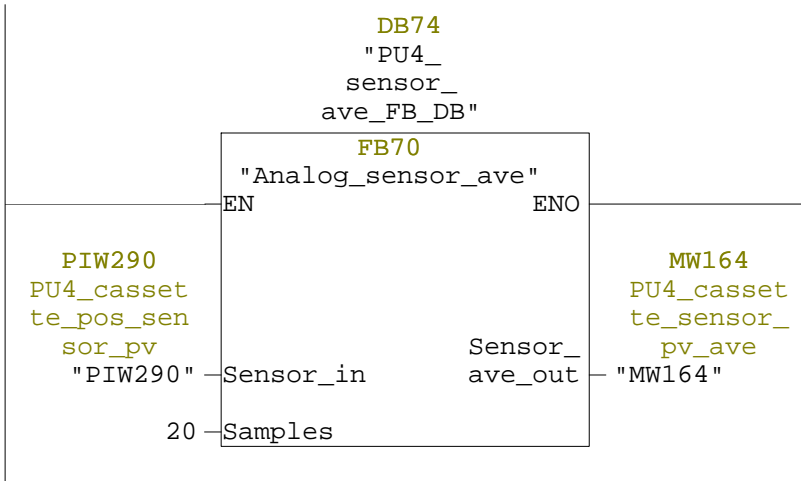 DB74
"PU4_
sensor_
ave_FB_DB"
FB70
"Analog_sensor_ave"
EN ENO
PIW290
PU4_casset
te_pos_sen
sor_pv
"PIW290"
Sensor_in
Sensor_
ave_out
MW164
PU4_casset
te_sensor_
pv_ave
"MW164"
20
Samples